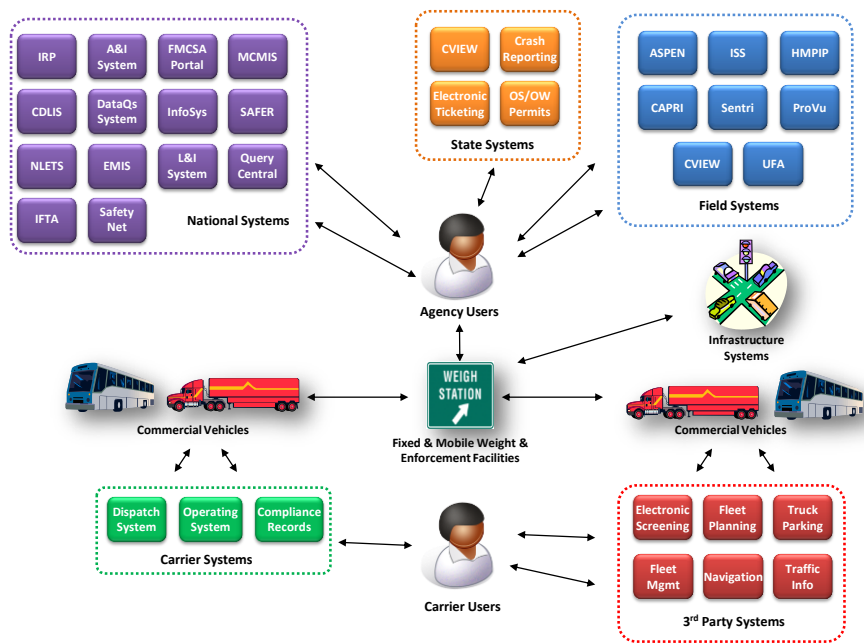 IRP
A&I
System
FMCSA
Portal
MCMIS
CDLIS
DataQs
System
InfoSys
SAFER
NLETS
EMIS
L&I
System
Query
Central
IFTA
Safety
Net
National Systems
CVIEW
Crash
Reporting
Electronic
Ticketing
OS/OW
Permits
State Systems
ASPEN
ISS
HMPIP
CAPRI
Sentri
ProVu
CVIEW
UFA
Field Systems
Agency Users
Infrastructure
Systems
WEIGH
STATION
Commercial Vehicles
Fixed & Mobile Weight &
Enforcement Facilities
Commercial Vehicles
Dispatch
System
Operating
System
Compliance
Records
Carrier Systems
Carrier Users
Electronic
Screening
Fleet
Planning
Truck
Parking
Fleet
Mgmt
Navigation
Traffic
Info
3rd Party Systems